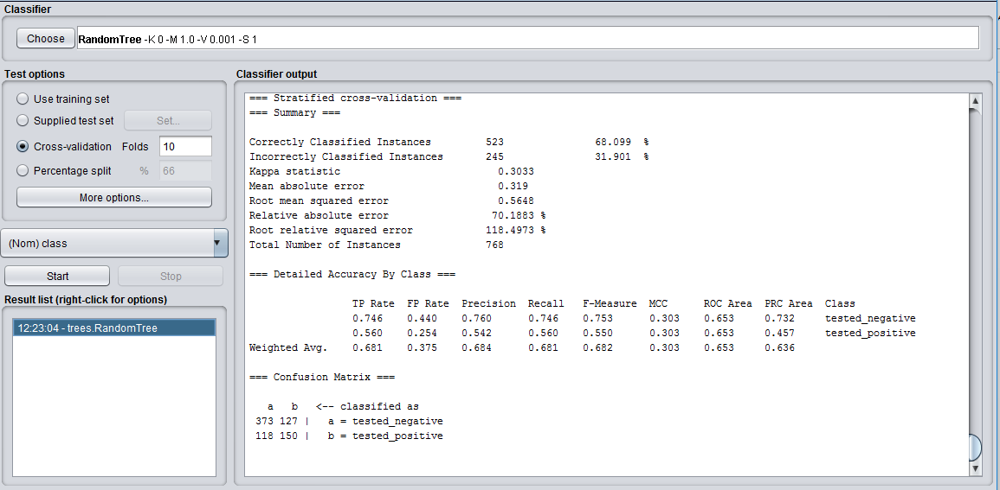 Classifier
Choose RandomTree -K 0 -M 1.0 -V 0.001 -S 1
Test options
Use training set
Supplied test set Set...
Cross-validation Folds 10
Percentage split % 66
More options...
(Nom) class
Start Stop
Result list (right-click for options)
12:23:04 - trees.RandomTree
Classifier output
=== Stratified cross-validation ===
=== Summary ===
Correctly Classified Instances 523 68.099 %
Incorrectly Classified Instances 245 31.901 %
Kappa statistic 0.3033
Mean absolute error 0.319
Root mean squared error 0.5648
Relative absolute error 70.1883 %
Root relative squared error 118.4973 %
Total Number of Instances 768
=== Detailed Accuracy By Class ===
TP Rate FP Rate Precision Recall F-Measure MCC ROC Area PRC Area Class
0.746 0.440 0.760 0.746 0.753 0.303 0.653 0.732 tested_negative
0.560 0.254 0.542 0.560 0.550 0.303 0.653 0.457 tested_positive
Weighted Avg. 0.681 0.375 0.684 0.681 0.682 0.303 0.653 0.636
=== Confusion Matrix ===
a b <-- classified as
373 127 | a = tested_negative
118 150 | b = tested_positive